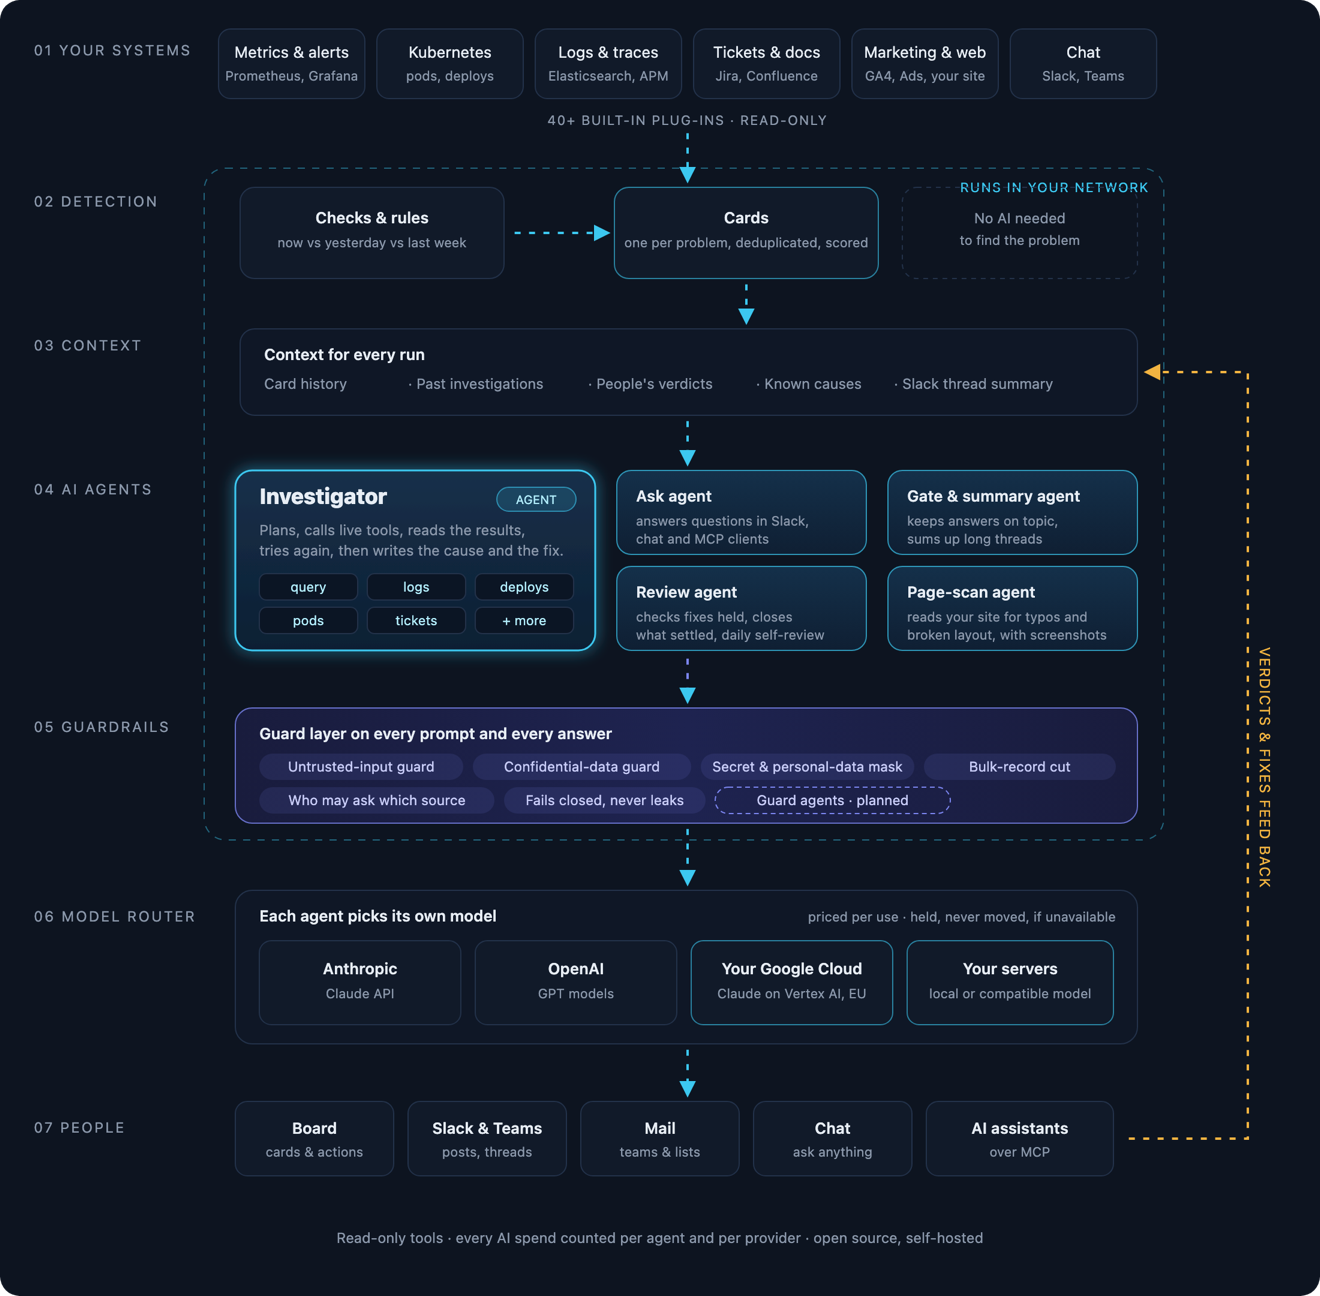 01 YOUR SYSTEMS
Metrics & alerts
Prometheus, Grafana
Kubernetes
pods, deploys
Logs & traces
Elasticsearch, APM
Tickets & docs
Jira, Confluence
Marketing & web
GA4, Ads, your site
Chat
Slack, Teams
40+ BUILT-IN PLUG-INS · READ-ONLY
RUNS IN YOUR NETWORK
02 DETECTION
Checks & rules
now vs yesterday vs last week
Cards
one per problem, deduplicated, scored
No AI needed
to find the problem
03 CONTEXT
Context for every run
Card history · Past investigations · People's verdicts · Known causes · Slack thread summary
04 AI AGENTS
Investigator
AGENT
Plans, calls live tools, reads the results,
tries again, then writes the cause and the fix.
query
logs
deploys
pods
tickets
+ more
Ask agent
answers questions in Slack,
chat and MCP clients
Gate & summary agent
keeps answers on topic,
sums up long threads
Review agent
checks fixes held, closes
what settled, daily self-review
Page-scan agent
reads your site for typos and
broken layout, with screenshots
VERDICTS & FIXES FEED BACK
05 GUARDRAILS
Guard layer on every prompt and every answer
Untrusted-input guard
Confidential-data guard
Secret & personal-data mask
Bulk-record cut
Who may ask which source
Fails closed, never leaks
Guard agents · planned
06 MODEL ROUTER
Each agent picks its own model
priced per use · held, never moved, if unavailable
Anthropic
Claude API
OpenAI
GPT models
Your Google Cloud
Claude on Vertex AI, EU
Your servers
local or compatible model
07 PEOPLE
Board
cards & actions
Slack & Teams
posts, threads
Mail
teams & lists
Chat
ask anything
AI assistants
over MCP
Read-only tools · every AI spend counted per agent and per provider · open source, self-hosted